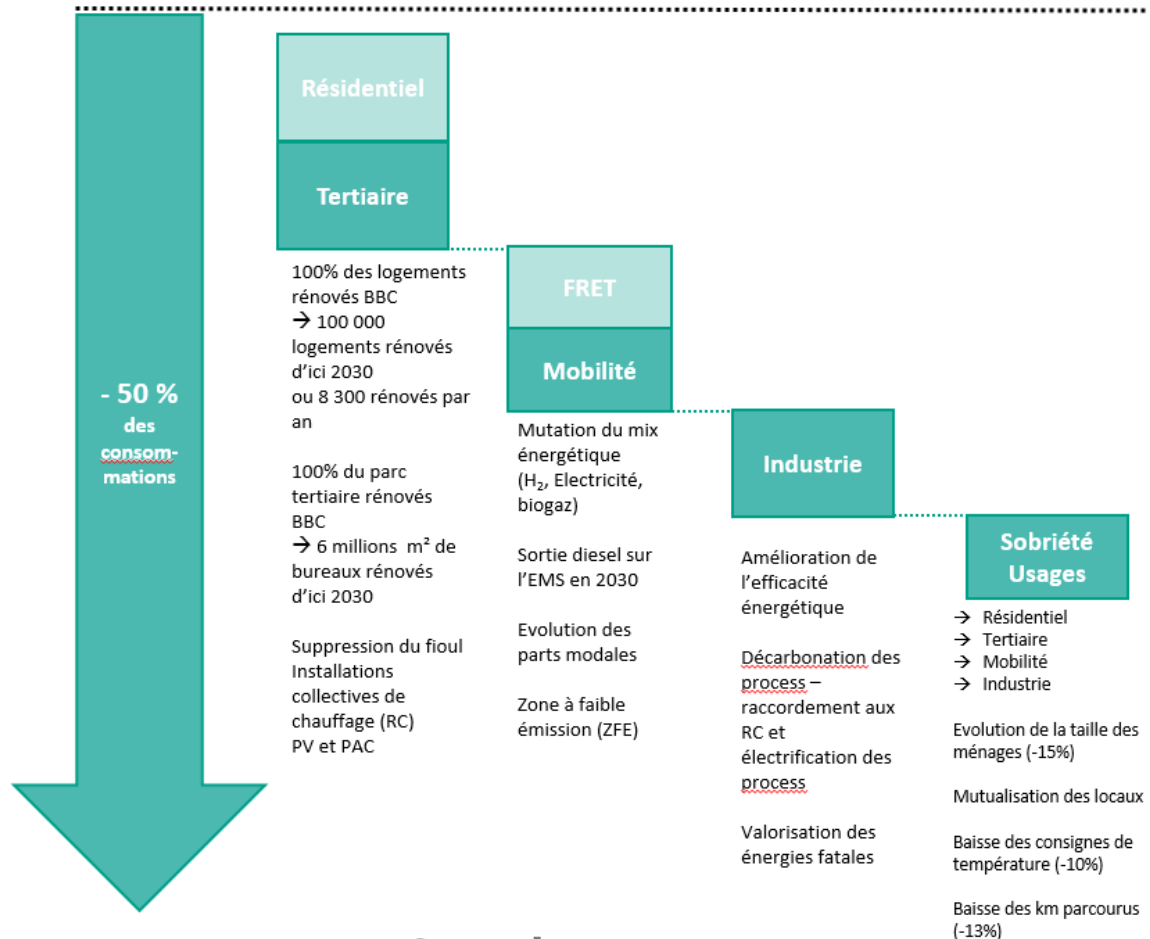 - 50 %
des
consom-
mations
Résidentiel
Tertiaire
100% des logements
rénovés BBC
→ 100 000
logements rénovés
d'ici 2030
ou 8 300 rénovés par
an
100% du parc
tertiaire rénovés
BBC
→ 6 millions m² de
bureaux rénovés
d'ici 2030
Suppression du fioul
Installations
collectives de
chauffage (RC)
PV et PAC
FRET
Mobilité
Mutation du mix
énergétique
(H₂, Electricité,
biogaz)
Sortie diesel sur
l'EMS en 2030
Evolution des
parts modales
Zone à faible
émission (ZFE)
Industrie
Amélioration de
l'efficacité
énergétique
Décarbonation des
process –
raccordement aux
RC et
électrification des
process
Valorisation des
énergies fatales
Sobriété
Usages
→ Résidentiel
→ Tertiaire
→ Mobilité
→ Industrie
Evolution de la taille des
ménages (-15%)
Mutualisation des locaux
Baisse des consignes de
température (-10%)
Baisse des km parcourus
(-13%)